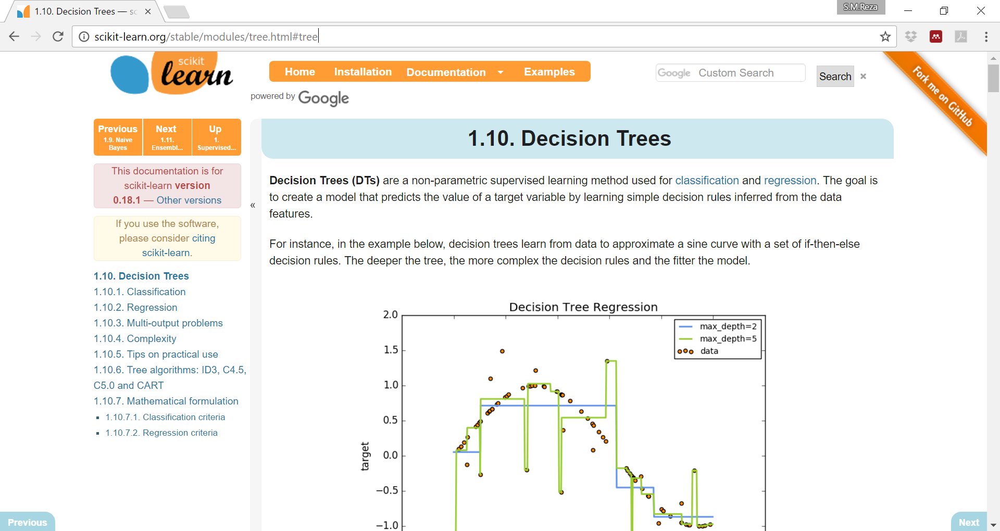 1.10. Decision Trees — sc
S.M.Reza
scikit-learn.org/stable/modules/tree.html#tree
scikit
learn
Home Installation Documentation Examples
Google Custom Search
Search ×
powered by Google
Fork me on GitHub
Previous
1.9. Naive
Bayes
Next
1.11.
Ensembl...
Up
1.
Supervised...
This documentation is for
scikit-learn version
0.18.1 — Other versions
If you use the software,
please consider citing
scikit-learn.
1.10. Decision Trees
1.10.1. Classification
1.10.2. Regression
1.10.3. Multi-output problems
1.10.4. Complexity
1.10.5. Tips on practical use
1.10.6. Tree algorithms: ID3, C4.5,
C5.0 and CART
1.10.7. Mathematical formulation
1.10.7.1. Classification criteria
1.10.7.2. Regression criteria
«
1.10. Decision Trees
Decision Trees (DTs) are a non-parametric supervised learning method used for classification and regression. The goal is
to create a model that predicts the value of a target variable by learning simple decision rules inferred from the data
features.
For instance, in the example below, decision trees learn from data to approximate a sine curve with a set of if-then-else
decision rules. The deeper the tree, the more complex the decision rules and the fitter the model.
Decision Tree Regression
max_depth=2
max_depth=5
data
2.0
1.5
1.0
0.5
0.0
−0.5
−1.0
target
Previous
Next